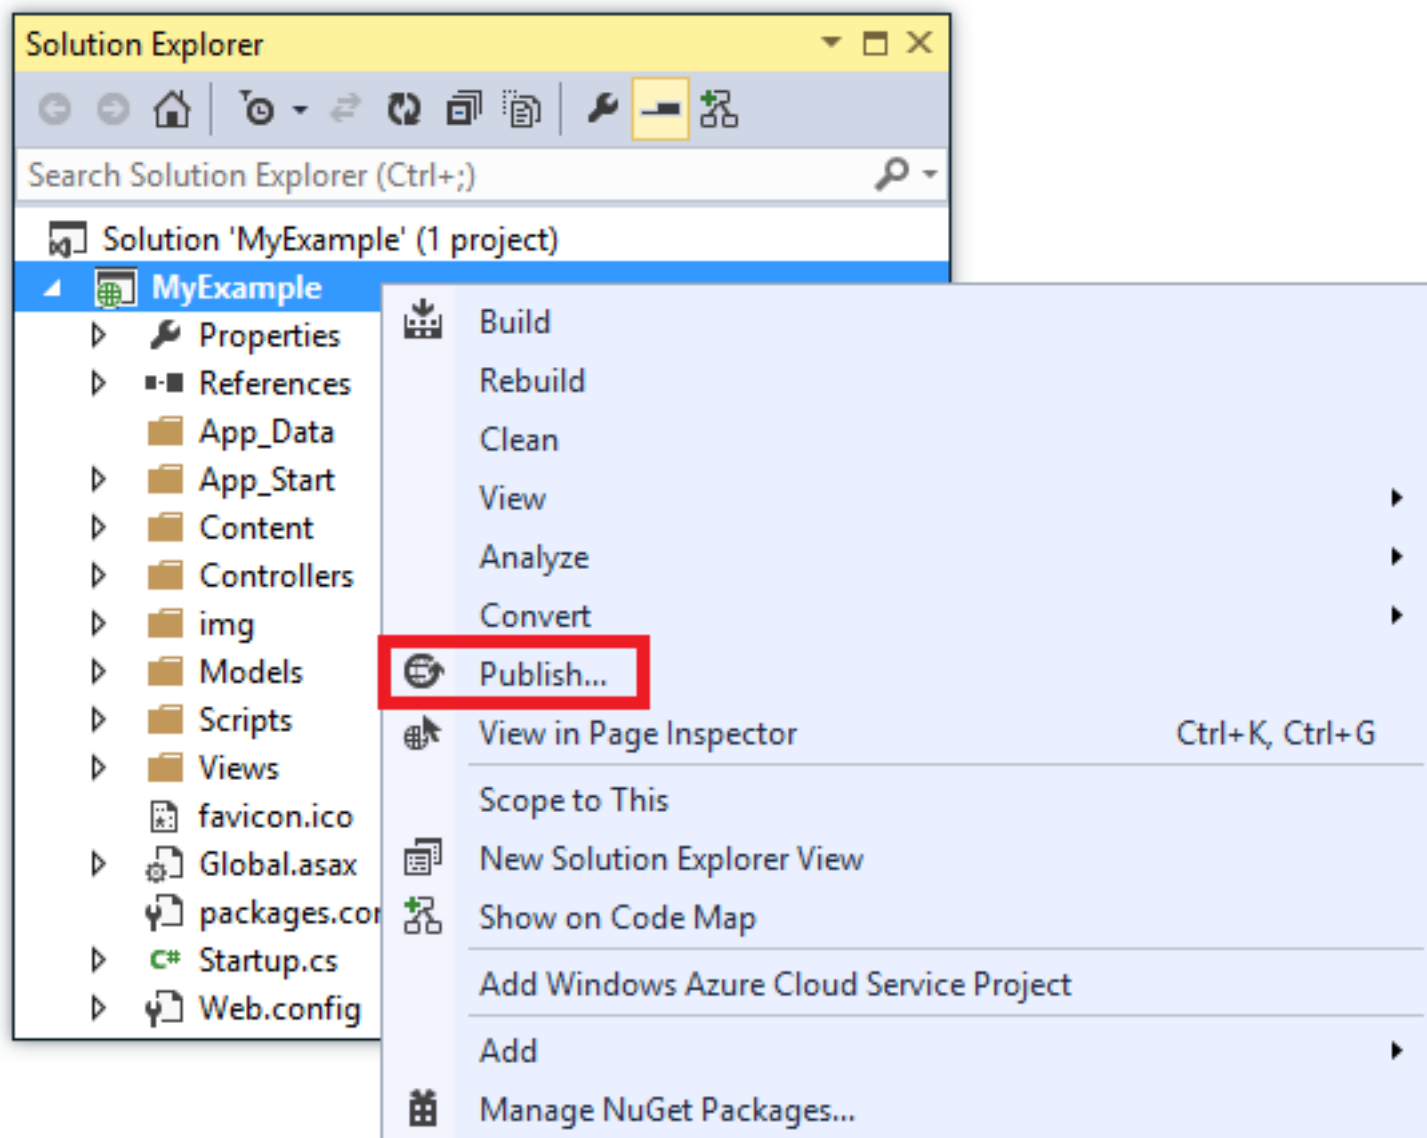 Solution Explorer
Search Solution Explorer (Ctrl+;)
Solution 'MyExample' (1 project)
MyExample
Properties
References
App_Data
App_Start
Content
Controllers
img
Models
Scripts
Views
favicon.ico
Global.asax
packages.cor
C# Startup.cs
Web.config
Build
Rebuild
Clean
View
Analyze
Convert
Publish...
View in Page Inspector Ctrl+K, Ctrl+G
Scope to This
New Solution Explorer View
Show on Code Map
Add Windows Azure Cloud Service Project
Add
Manage NuGet Packages...